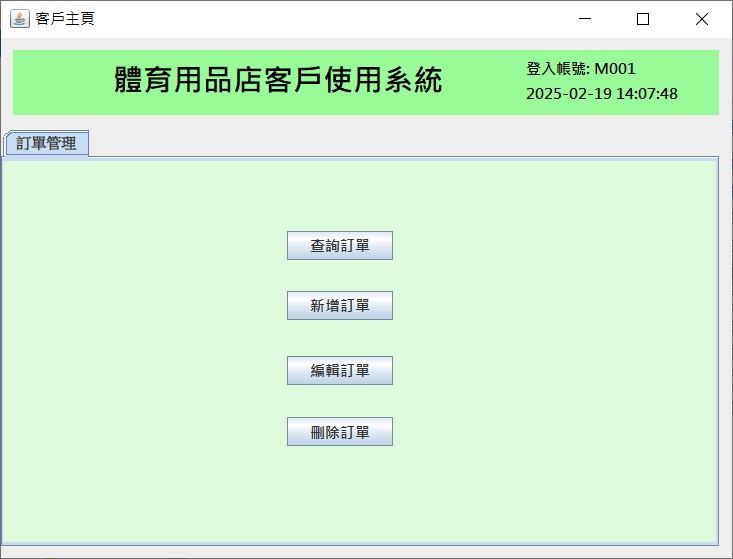 客戶主頁
體育用品店客戶使用系統
登入帳號: M001
2025-02-19 14:07:48
訂單管理
查詢訂單
新增訂單
編輯訂單
刪除訂單